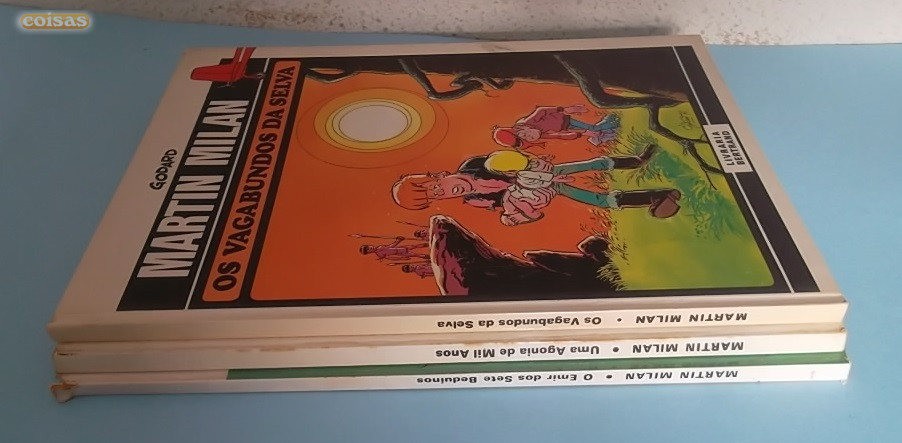 coisas
GODARD
MARTIN MILAN
OS VAGABUNDOS DA SELVA
LIVRARIA
BERTRAND
MARTIN MILAN • Os Vagabundos da Selva
MARTIN MILAN • Uma Agonia de Mil Anos
MARTIN MILAN • O Emir dos Sete Beduinos